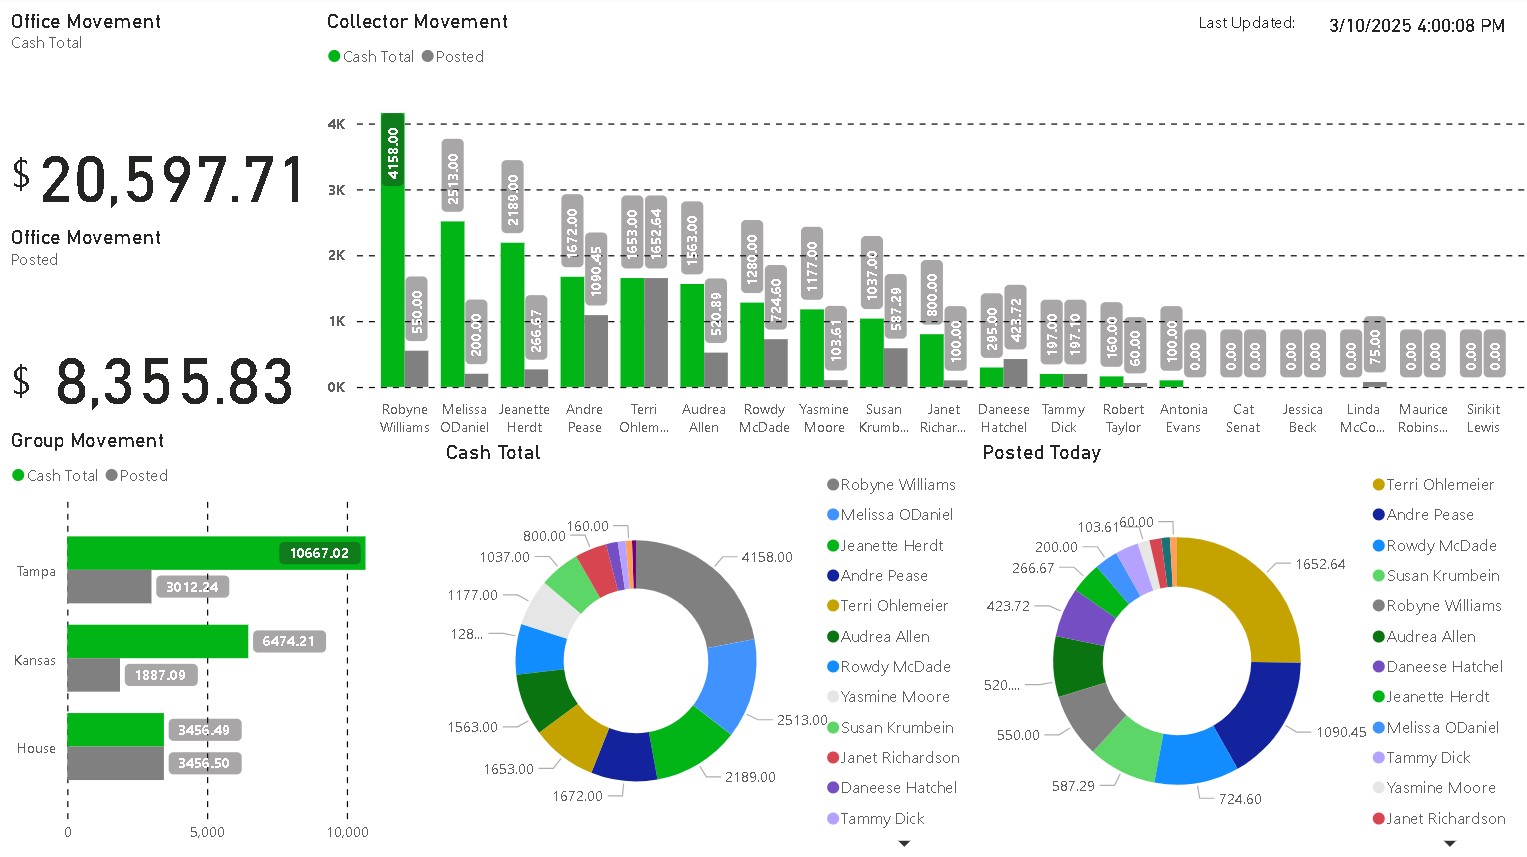 Office Movement
Cash Total
$ 20,597.71
Office Movement
Posted
$ 8,355.83
Collector Movement
Cash Total Posted
Last Updated: 3/10/2025 4:00:08 PM
4K
3K
2K
1K
0K
4158.00
550.00
2513.00
200.00
2189.00
266.67
1672.00
1090.45
1653.00
1652.64
1563.00
520.89
1280.00
724.60
1177.00
103.61
1037.00
587.29
800.00
100.00
295.00
423.72
197.00
197.10
160.00
60.00
100.00
0.00
0.00
0.00
0.00
0.00
0.00
75.00
0.00
0.00
0.00
0.00
Robyne Williams
Melissa ODaniel
Jeanette Herdt
Andre Pease
Terri Ohlem...
Audrea Allen
Rowdy McDade
Yasmine Moore
Susan Krumb...
Janet Richar...
Daneese Hatchel
Tammy Dick
Robert Taylor
Antonia Evans
Cat Senat
Jessica Beck
Linda McCo...
Maurice Robins...
Sirikit Lewis
Group Movement
Cash Total Posted
Tampa
10667.02
3012.24
Kansas
6474.21
1887.09
House
3456.49
3456.50
0 5,000 10,000
Cash Total
4158.00
2513.00
2189.00
1672.00
1653.00
1563.00
128...
1177.00
1037.00
800.00
160.00
Robyne Williams
Melissa ODaniel
Jeanette Herdt
Andre Pease
Terri Ohlemeier
Audrea Allen
Rowdy McDade
Yasmine Moore
Susan Krumbein
Janet Richardson
Daneese Hatchel
Tammy Dick
Posted Today
1652.64
1090.45
724.60
587.29
550.00
520....
423.72
266.67
200.00
103.61
60.00
Terri Ohlemeier
Andre Pease
Rowdy McDade
Susan Krumbein
Robyne Williams
Audrea Allen
Daneese Hatchel
Jeanette Herdt
Melissa ODaniel
Tammy Dick
Yasmine Moore
Janet Richardson